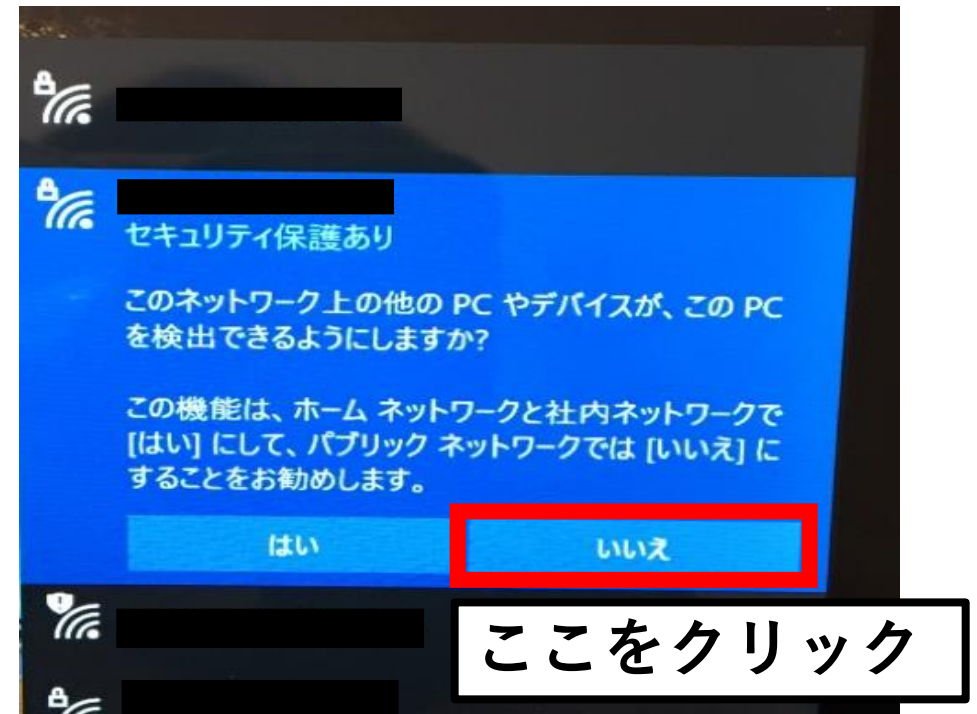 セキュリティ保護あり
このネットワーク上の他の PC やデバイスが、この PC
を検出できるようにしますか?
この機能は、ホーム ネットワークと社内ネットワークで
[はい] にして、パブリック ネットワークでは [いいえ] に
することをお勧めします。
はい いいえ
ここをクリック